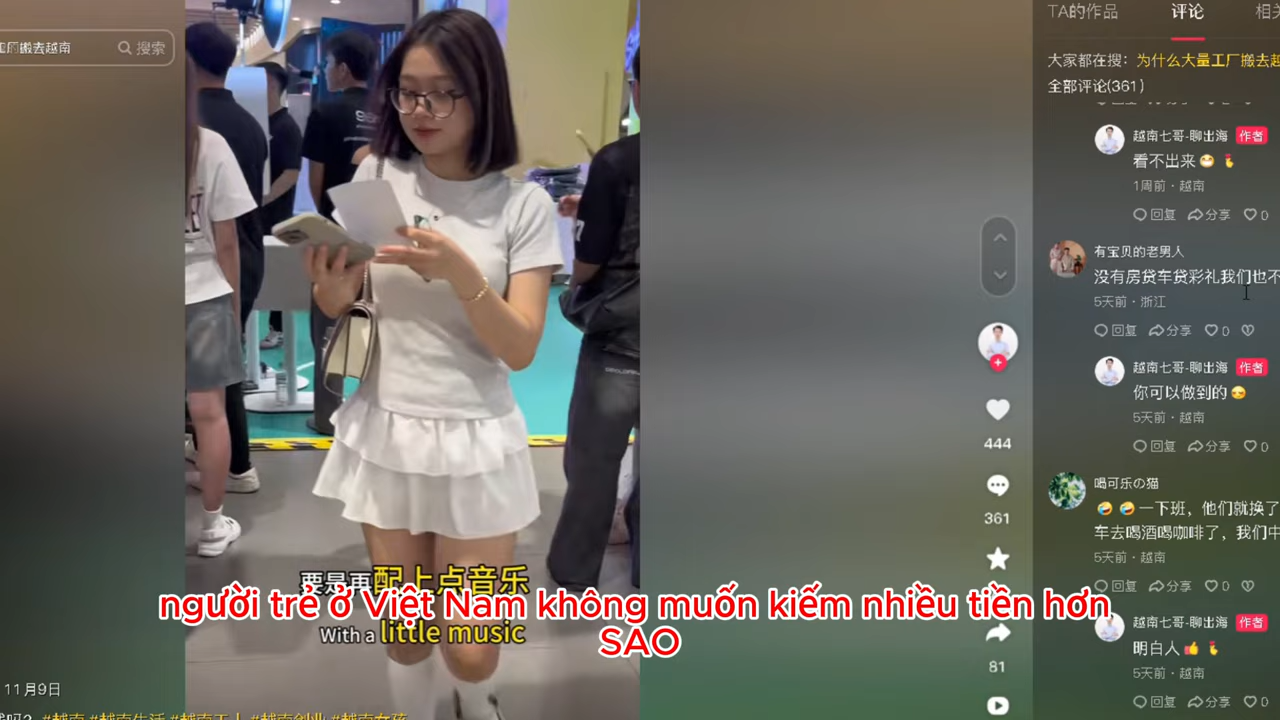 工厂搬去越南
搜索
TA的作品
评论
相关
大家都在搜：为什么大量工厂搬去越
全部评论(361)
越南七哥-聊出海 作者
看不出来😷🫰
1周前·越南
回复 分享 0
有宝贝的老男人
没有房贷车贷彩礼我们也不
5天前·浙江
回复 分享 0
越南七哥-聊出海 作者
你可以做到的😏
5天前·越南
回复 分享 0
喝可乐の猫
🤣🤣一下班，他们就换了
车去喝酒喝咖啡了，我们中
5天前·越南
回复 分享 0
越南七哥-聊出海 作者
明白人👍🫰
5天前·越南
回复 分享 0
444
361
81
要是再配上点音乐
người trẻ ở Việt Nam không muốn kiếm nhiều tiền hơn
SAO
With a little music
11月9日
#越南 #越南生活 #越南工人 #越南创业 #越南女孩